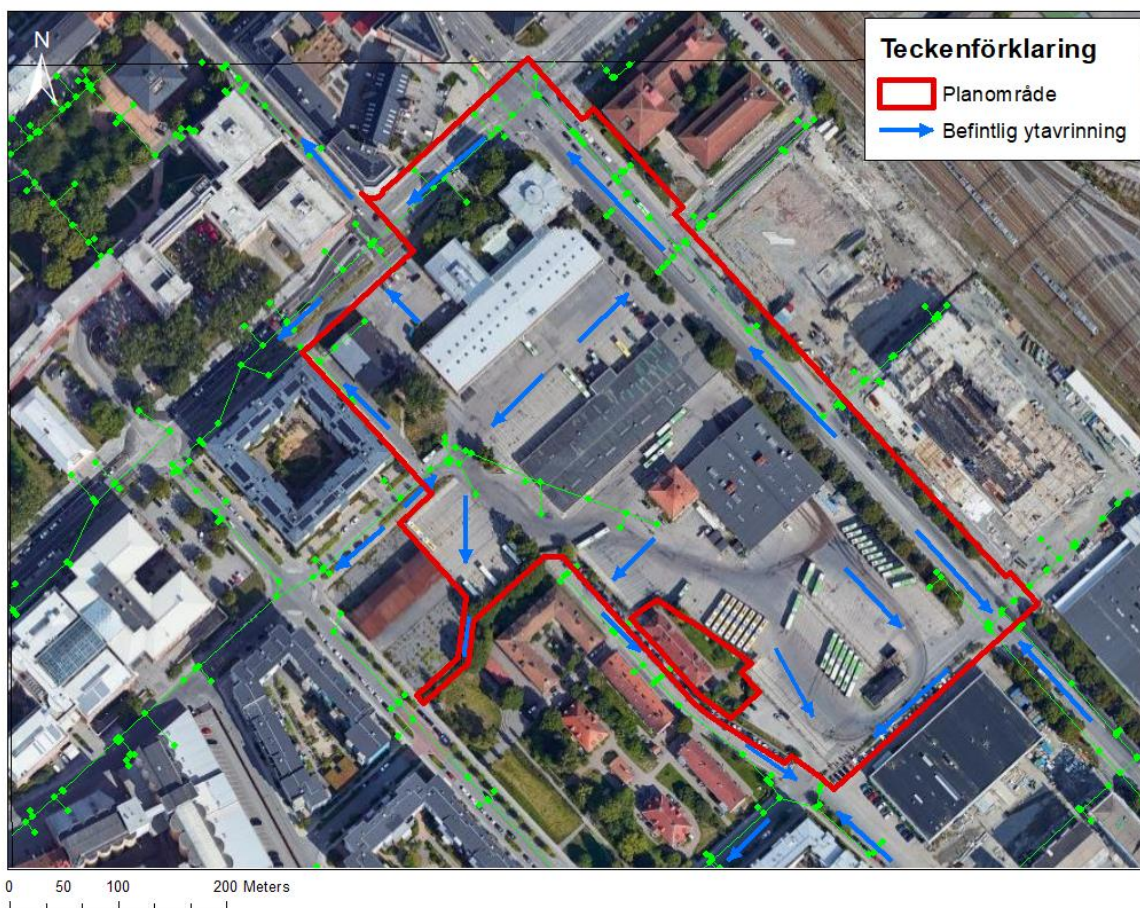 N
Teckenförklaring
Planområde
Befintlig ytavrinning
0 50 100 200 Meters